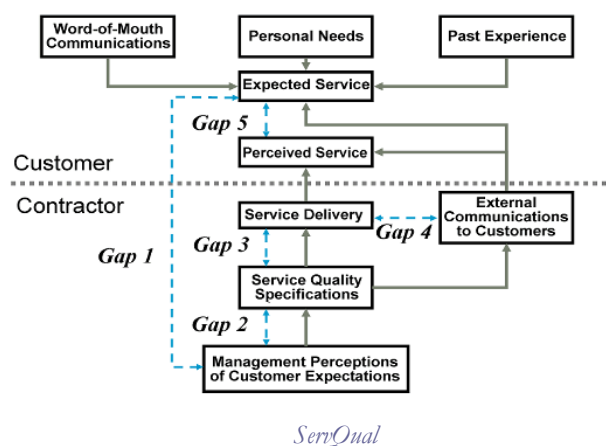 Word-of-Mouth
Communications
Personal Needs
Past Experience
Expected Service
Gap 5
Perceived Service
Customer
Contractor
Service Delivery
External
Communications
to Customers
Gap 4
Gap 3
Gap 1
Service Quality
Specifications
Gap 2
Management Perceptions
of Customer Expectations
ServQual